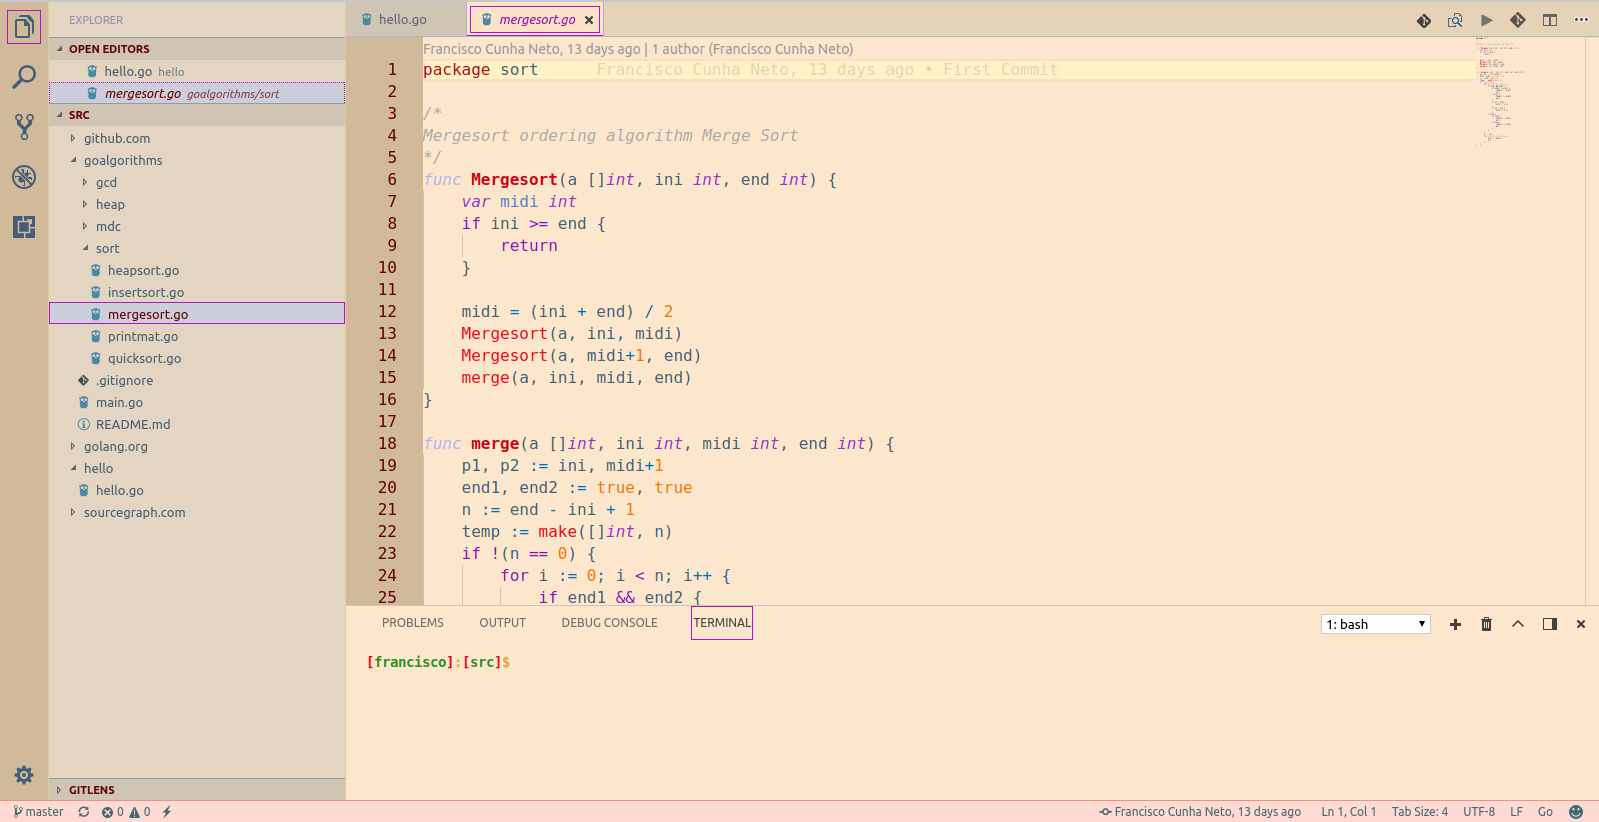 EXPLORER
OPEN EDITORS
hello.go hello
mergesort.go goalgorithms/sort
SRC
github.com
goalgorithms
gcd
heap
mdc
sort
heapsort.go
insertsort.go
mergesort.go
printmat.go
quicksort.go
.gitignore
main.go
README.md
golang.org
hello
hello.go
sourcegraph.com
GITLENS
hello.go
mergesort.go
Francisco Cunha Neto, 13 days ago | 1 author (Francisco Cunha Neto)
1 package sort Francisco Cunha Neto, 13 days ago • First Commit
2
3 /*
4 Mergesort ordering algorithm Merge Sort
5 */
6 func Mergesort(a []int, ini int, end int) {
7 var midi int
8 if ini >= end {
9 return
10 }
11
12 midi = (ini + end) / 2
13 Mergesort(a, ini, midi)
14 Mergesort(a, midi+1, end)
15 merge(a, ini, midi, end)
16 }
17
18 func merge(a []int, ini int, midi int, end int) {
19 p1, p2 := ini, midi+1
20 end1, end2 := true, true
21 n := end - ini + 1
22 temp := make([]int, n)
23 if !(n == 0) {
24 for i := 0; i < n; i++ {
25 if end1 && end2 {
PROBLEMS OUTPUT DEBUG CONSOLE TERMINAL 1: bash
[francisco]:[src]$
master 0 0 Francisco Cunha Neto, 13 days ago Ln 1, Col 1 Tab Size: 4 UTF-8 LF Go